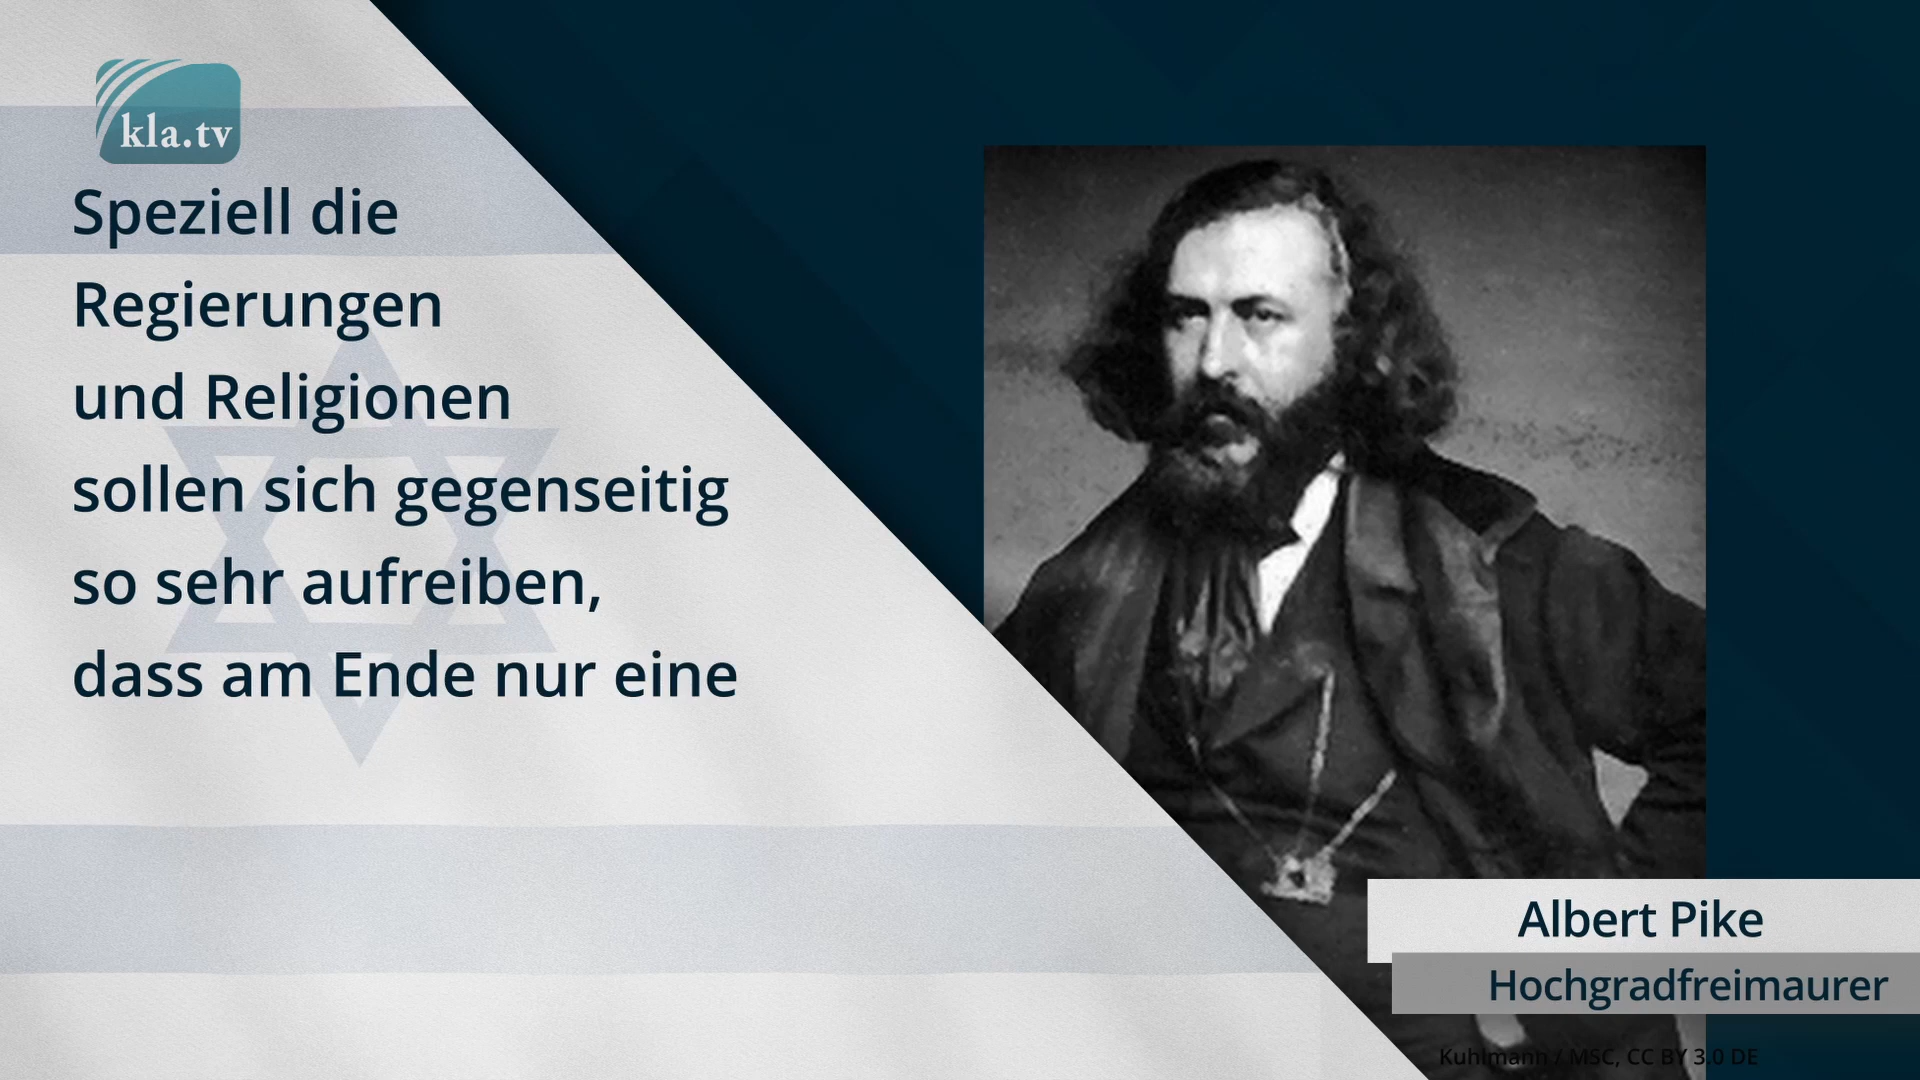 kla.tv
Speziell die
Regierungen
und Religionen
sollen sich gegenseitig
so sehr aufreiben,
dass am Ende nur eine
Albert Pike
Hochgradfreimaurer
Kuhlmann / MSC, CC BY 3.0 DE